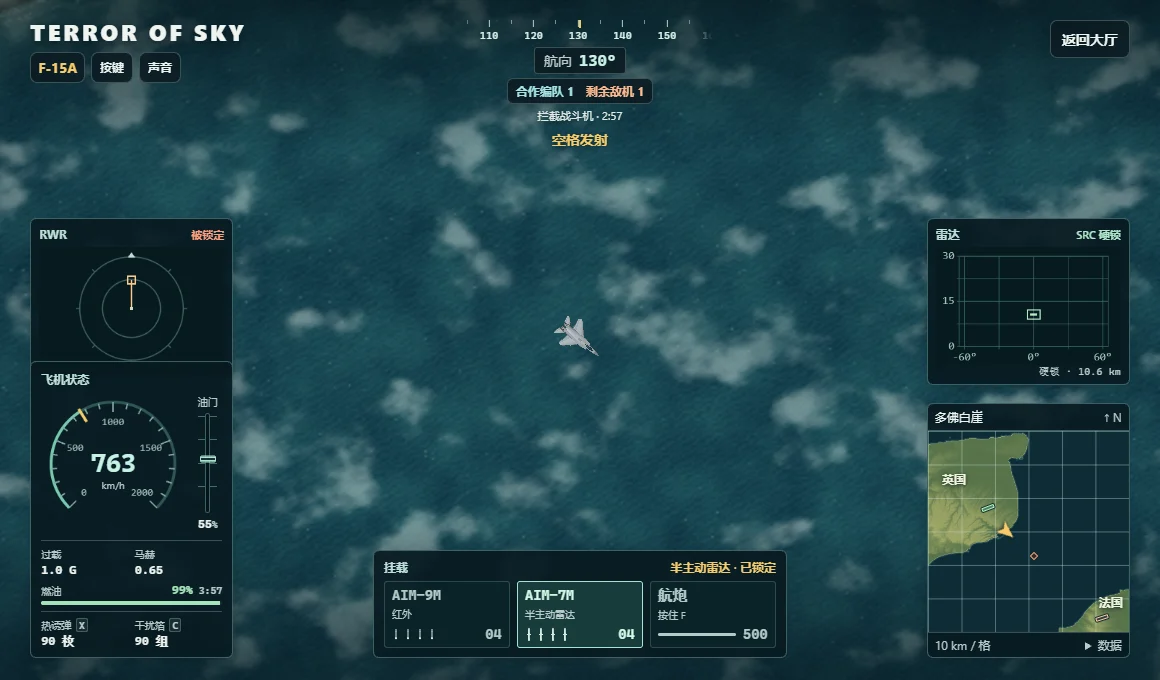 TERROR OF SKY
F-15A 按键 声音
110 120 130 140 150
航向 130°
合作编队 1 剩余敌机 1
拦截战斗机 · 2:57
空格发射
返回大厅
RWR 被锁定
飞机状态
油门
0 500 1000 1500 2000
763
km/h
55%
过载 马赫
1.0 G 0.65
燃油 99% 3:57
热诱弹 X 干扰箔 C
90 枚 90 组
挂载 半主动雷达 · 已锁定
AIM-9M
红外
04
AIM-7M
半主动雷达
04
航炮
按住 F
500
雷达 SRC 硬锁
30
15
0
-60° 0° 60°
硬锁 · 10.6 km
多佛白崖 ↑ N
英国
法国
10 km / 格 ▶ 数据